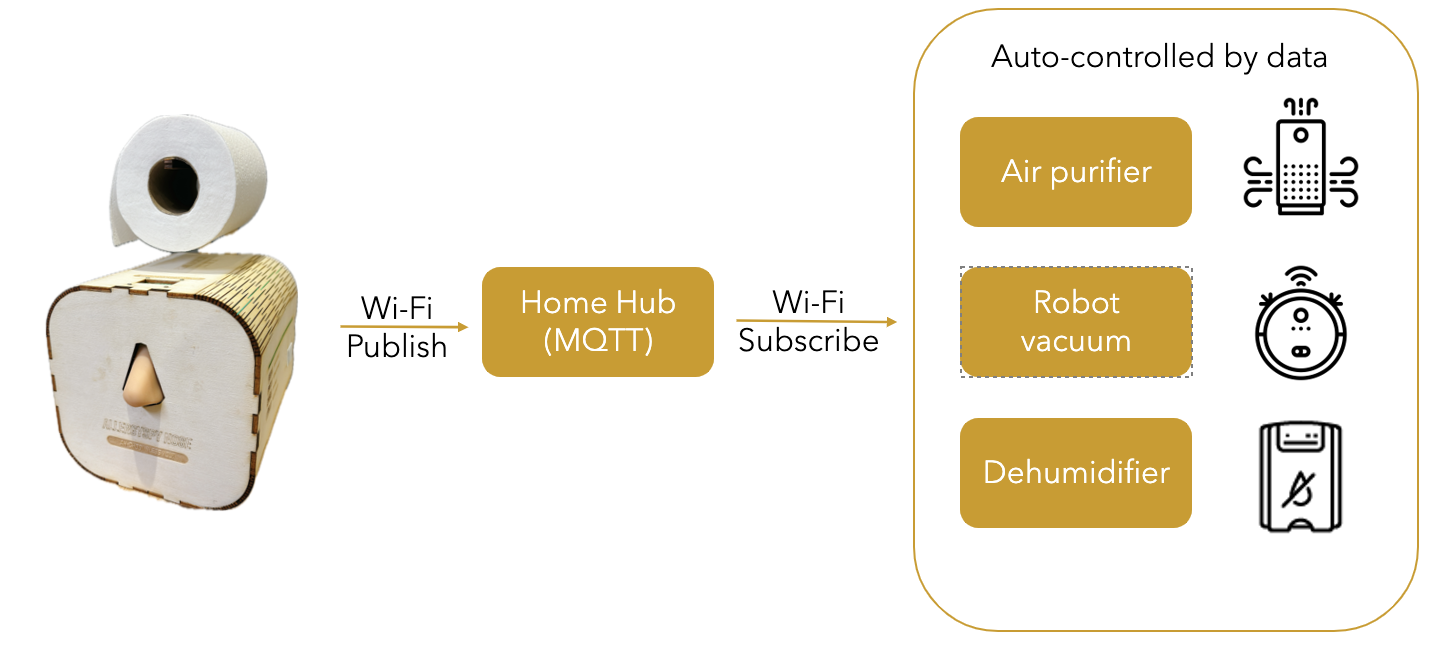 Auto-controlled by data
Air purifier
Wi-Fi
Publish
Home Hub
(MQTT)
Wi-Fi
Subscribe
Robot
vacuum
Dehumidifier